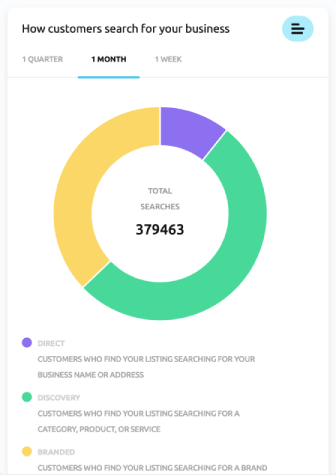 How customers search for your business
1 QUARTER
1 MONTH
1 WEEK
TOTAL
SEARCHES
379463
DIRECT
CUSTOMERS WHO FIND YOUR LISTING SEARCHING FOR YOUR
BUSINESS NAME OR ADDRESS
DISCOVERY
CUSTOMERS WHO FIND YOUR LISTING SEARCHING FOR A
CATEGORY, PRODUCT, OR SERVICE
BRANDED
CUSTOMERS WHO FIND YOUR LISTING SEARCHING FOR A BRAND